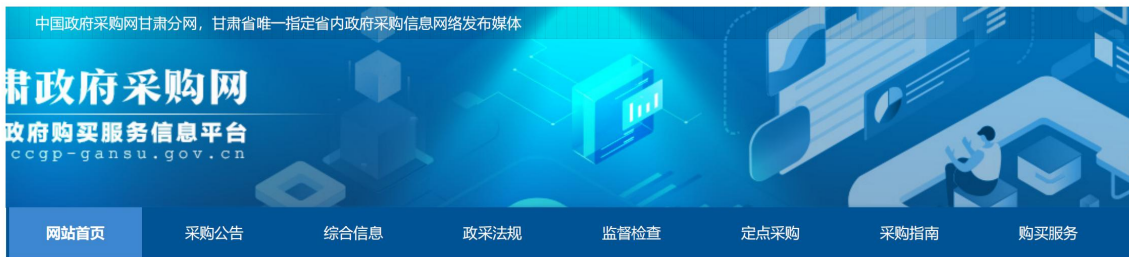 中国政府采购网甘肃分网，甘肃省唯一指定省内政府采购信息网络发布媒体
肃政府采购网
政府购买服务信息平台
ccgp-gansu.gov.cn
网站首页 采购公告 综合信息 政采法规 监督检查 定点采购 采购指南 购买服务